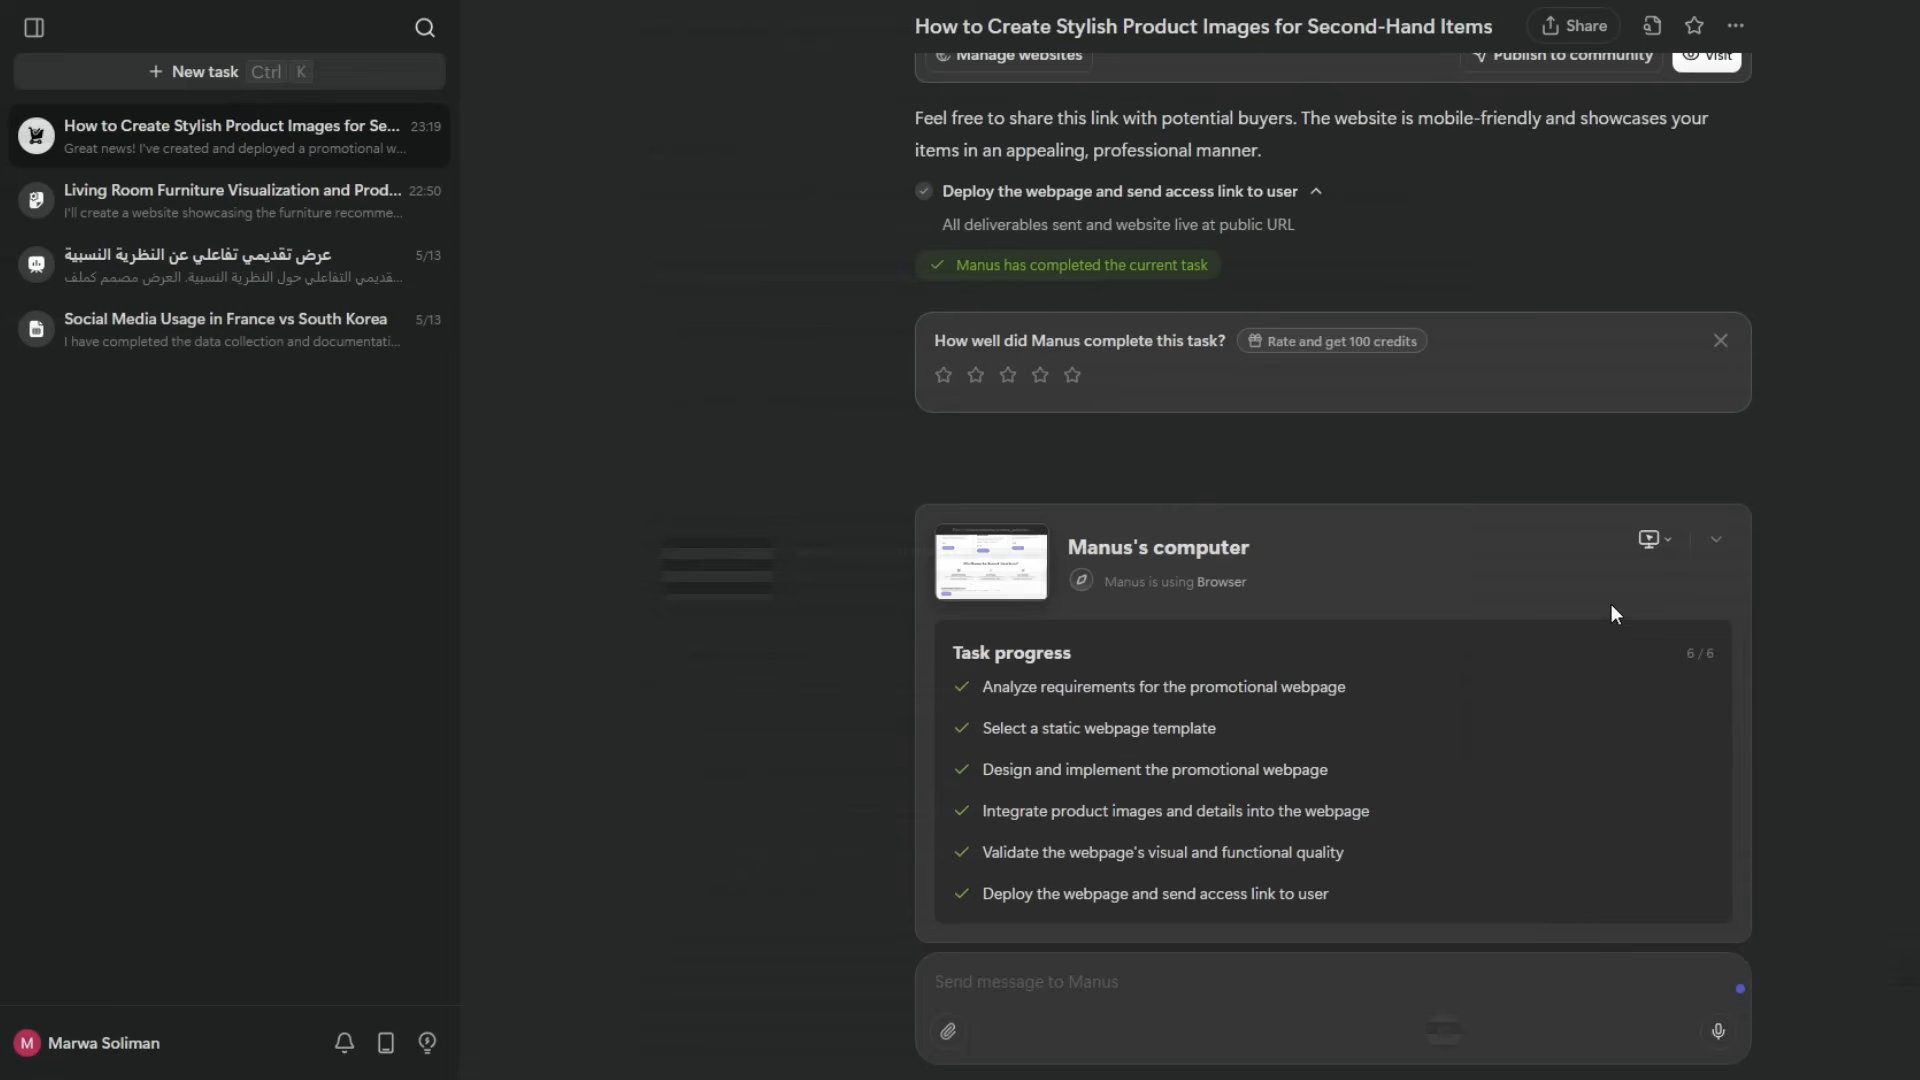 New task Ctrl K
How to Create Stylish Product Images for Se... 23:19
Great news! I've created and deployed a promotional w...
Living Room Furniture Visualization and Prod... 22:50
I'll create a website showcasing the furniture recomme...
عرض تقديمي تفاعلي عن النظرية النسبية 5/13
...قديمي التفاعلي حول النظرية النسبية. العرض مصمم كملف
Social Media Usage in France vs South Korea 5/13
I have completed the data collection and documentati...
M Marwa Soliman
How to Create Stylish Product Images for Second-Hand Items Share
Manage websites Publish to community Visit
Feel free to share this link with potential buyers. The website is mobile-friendly and showcases your
items in an appealing, professional manner.
Deploy the webpage and send access link to user
All deliverables sent and website live at public URL
Manus has completed the current task
How well did Manus complete this task? Rate and get 100 credits
Manus's computer
Manus is using Browser
Task progress 6 / 6
Analyze requirements for the promotional webpage
Select a static webpage template
Design and implement the promotional webpage
Integrate product images and details into the webpage
Validate the webpage's visual and functional quality
Deploy the webpage and send access link to user
Send message to Manus